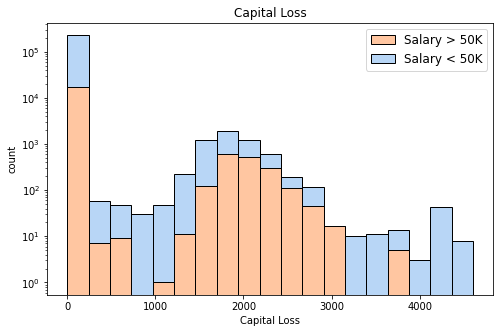 Capital Loss
Salary > 50K
Salary < 50K
10⁵
10⁴
10³
10²
10¹
10⁰
count
0
1000
2000
3000
4000
Capital Loss